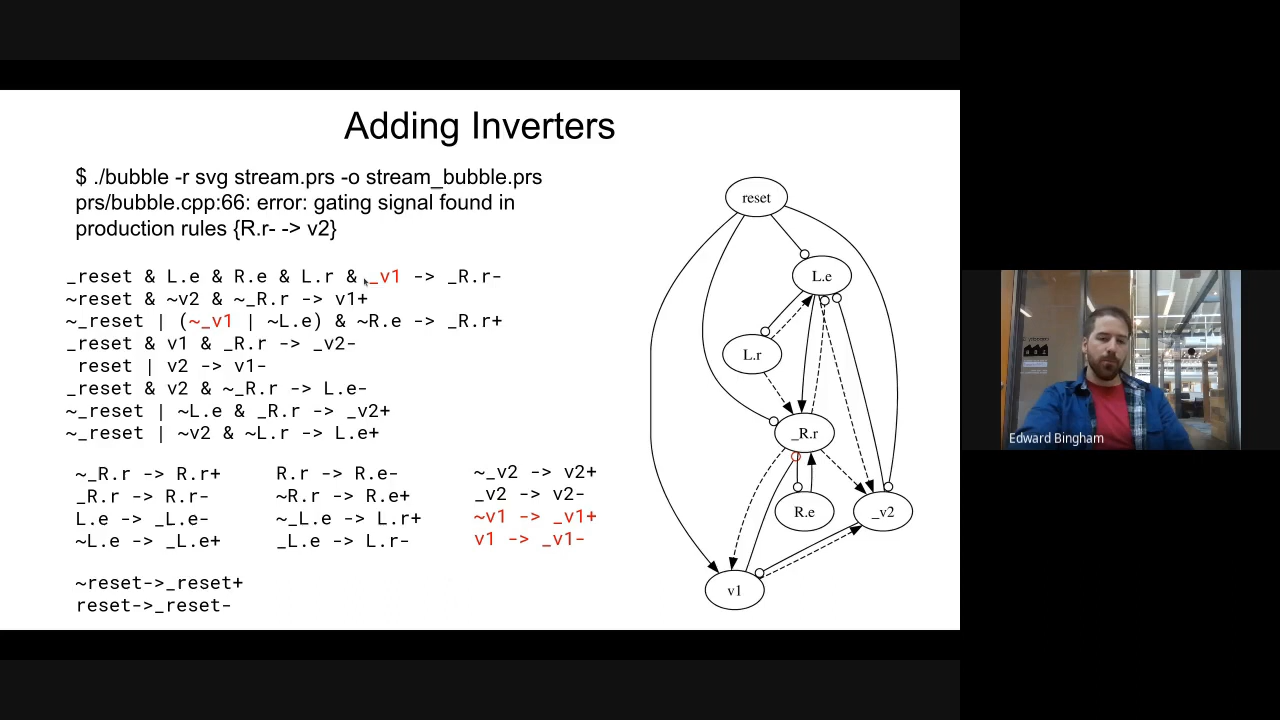 Adding Inverters
$ ./bubble -r svg stream.prs -o stream_bubble.prs
prs/bubble.cpp:66: error: gating signal found in
production rules {R.r- -> v2}
_reset & L.e & R.e & L.r & _v1 -> _R.r-
~reset & ~v2 & ~_R.r -> v1+
~_reset | (~_v1 | ~L.e) & ~R.e -> _R.r+
_reset & v1 & _R.r -> _v2-
reset | v2 -> v1-
_reset & v2 & ~_R.r -> L.e-
~_reset | ~L.e & _R.r -> _v2+
~_reset | ~v2 & ~L.r -> L.e+
~_R.r -> R.r+
_R.r -> R.r-
L.e -> _L.e-
~L.e -> _L.e+
R.r -> R.e-
~R.r -> R.e+
~_L.e -> L.r+
_L.e -> L.r-
~_v2 -> v2+
_v2 -> v2-
~v1 -> _v1+
v1 -> _v1-
~reset->_reset+
reset->_reset-
reset
L.e
L.r
_R.r
R.e
_v2
v1
Edward Bingham